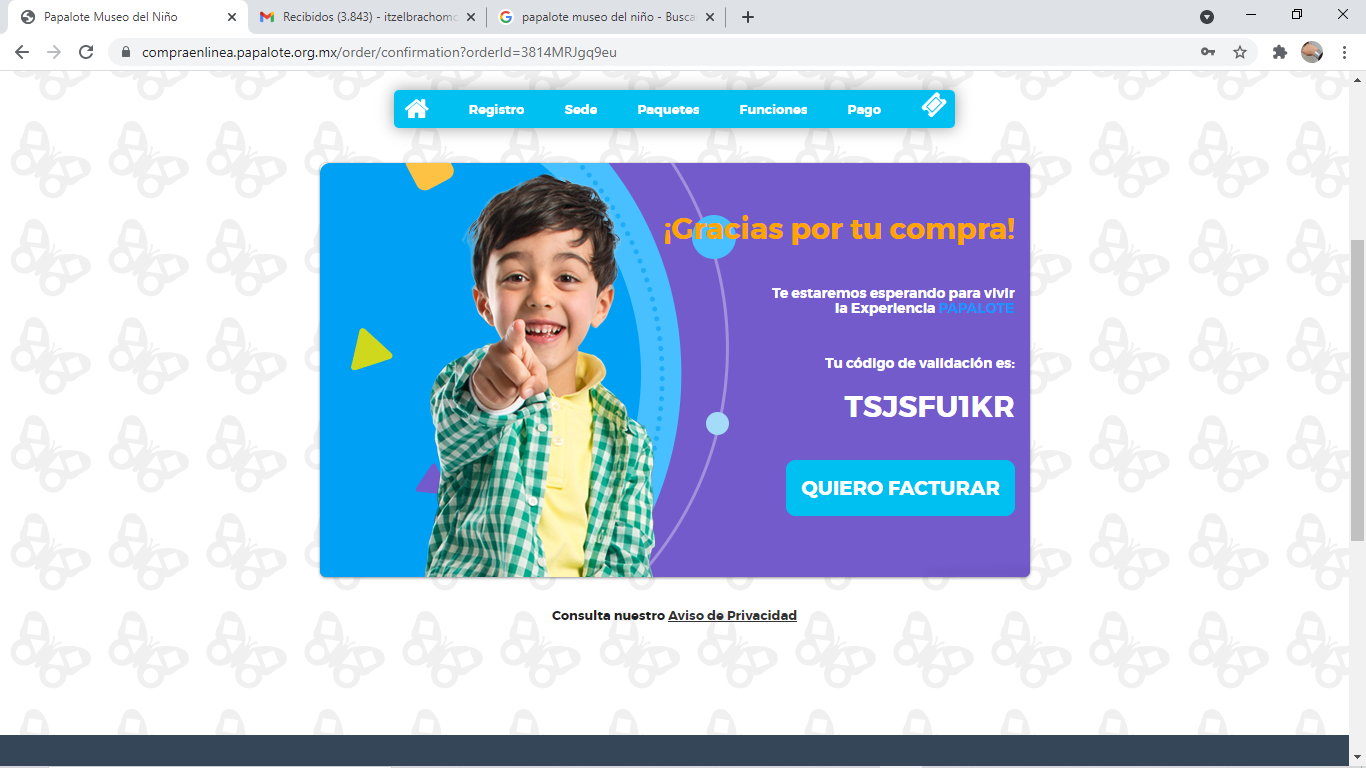 Papalote Museo del Niño
Recibidos (3.843) - itzelbrachomo
papalote museo del niño - Busca
compraenlinea.papalote.org.mx/order/confirmation?orderId=3814MRJgq9eu
Registro
Sede
Paquetes
Funciones
Pago
¡Gracias por tu compra!
Te estaremos esperando para vivir
la Experiencia PAPALOTE
Tu código de validación es:
TSJSFU1KR
QUIERO FACTURAR
Consulta nuestro Aviso de Privacidad